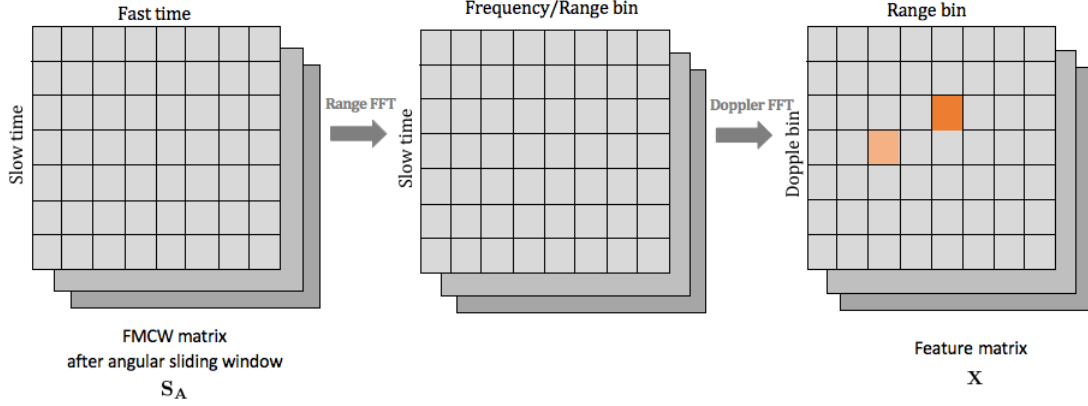 Fast time
Frequency/Range bin
Range bin
Slow time
Range FFT
Slow time
Doppler FFT
Dopple bin
FMCW matrix
after angular sliding window
S_A
Feature matrix
X